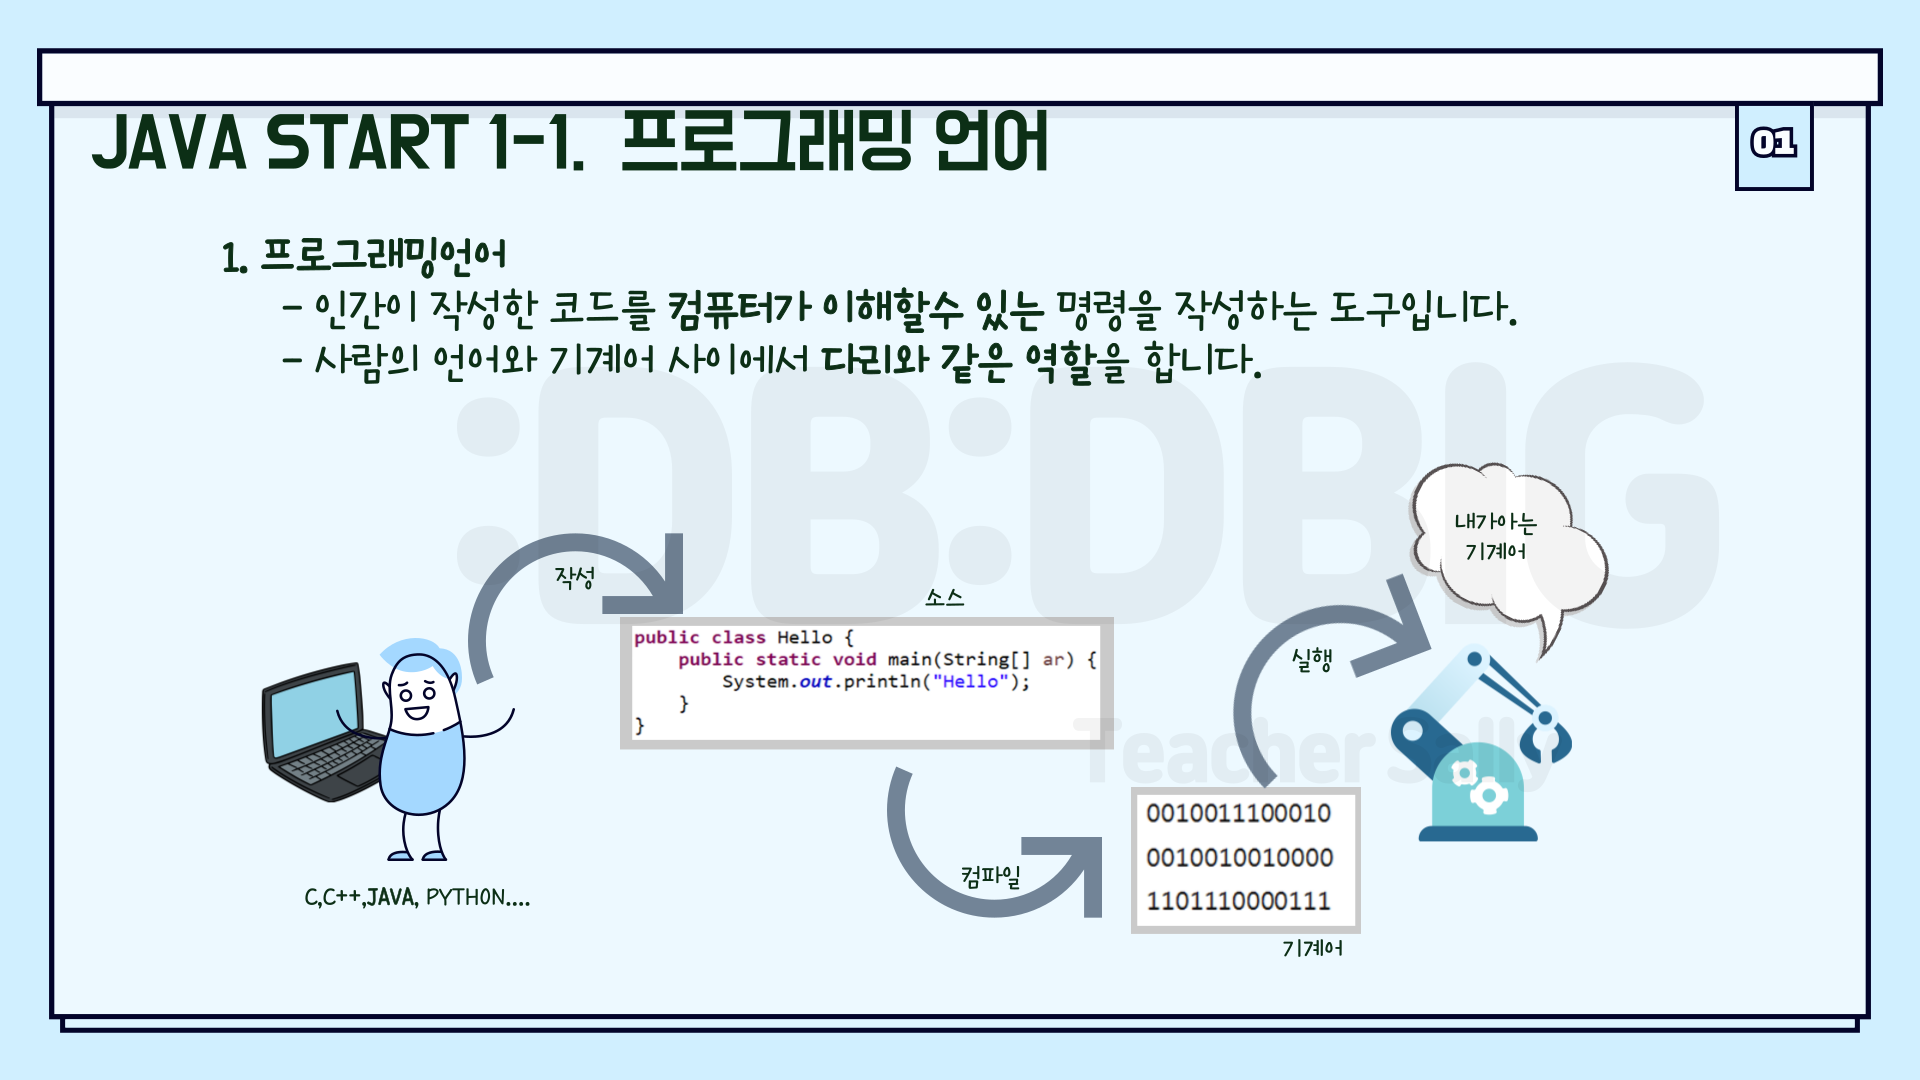 JAVA START 1-1. 프로그래밍 언어
01
1. 프로그래밍언어
- 인간이 작성한 코드를 컴퓨터가 이해할수 있는 명령을 작성하는 도구입니다.
- 사람의 언어와 기계어 사이에서 다리와 같은 역할을 합니다.
:DB:DBIG
내가아는
기계어
작성
소스
public class Hello {
public static void main(String[] ar) {
System.out.println("Hello");
}
}
실행
Teacher Sally
0010011100010
0010010010000
1101110000111
컴파일
C,C++,JAVA, PYTHON....
기계어